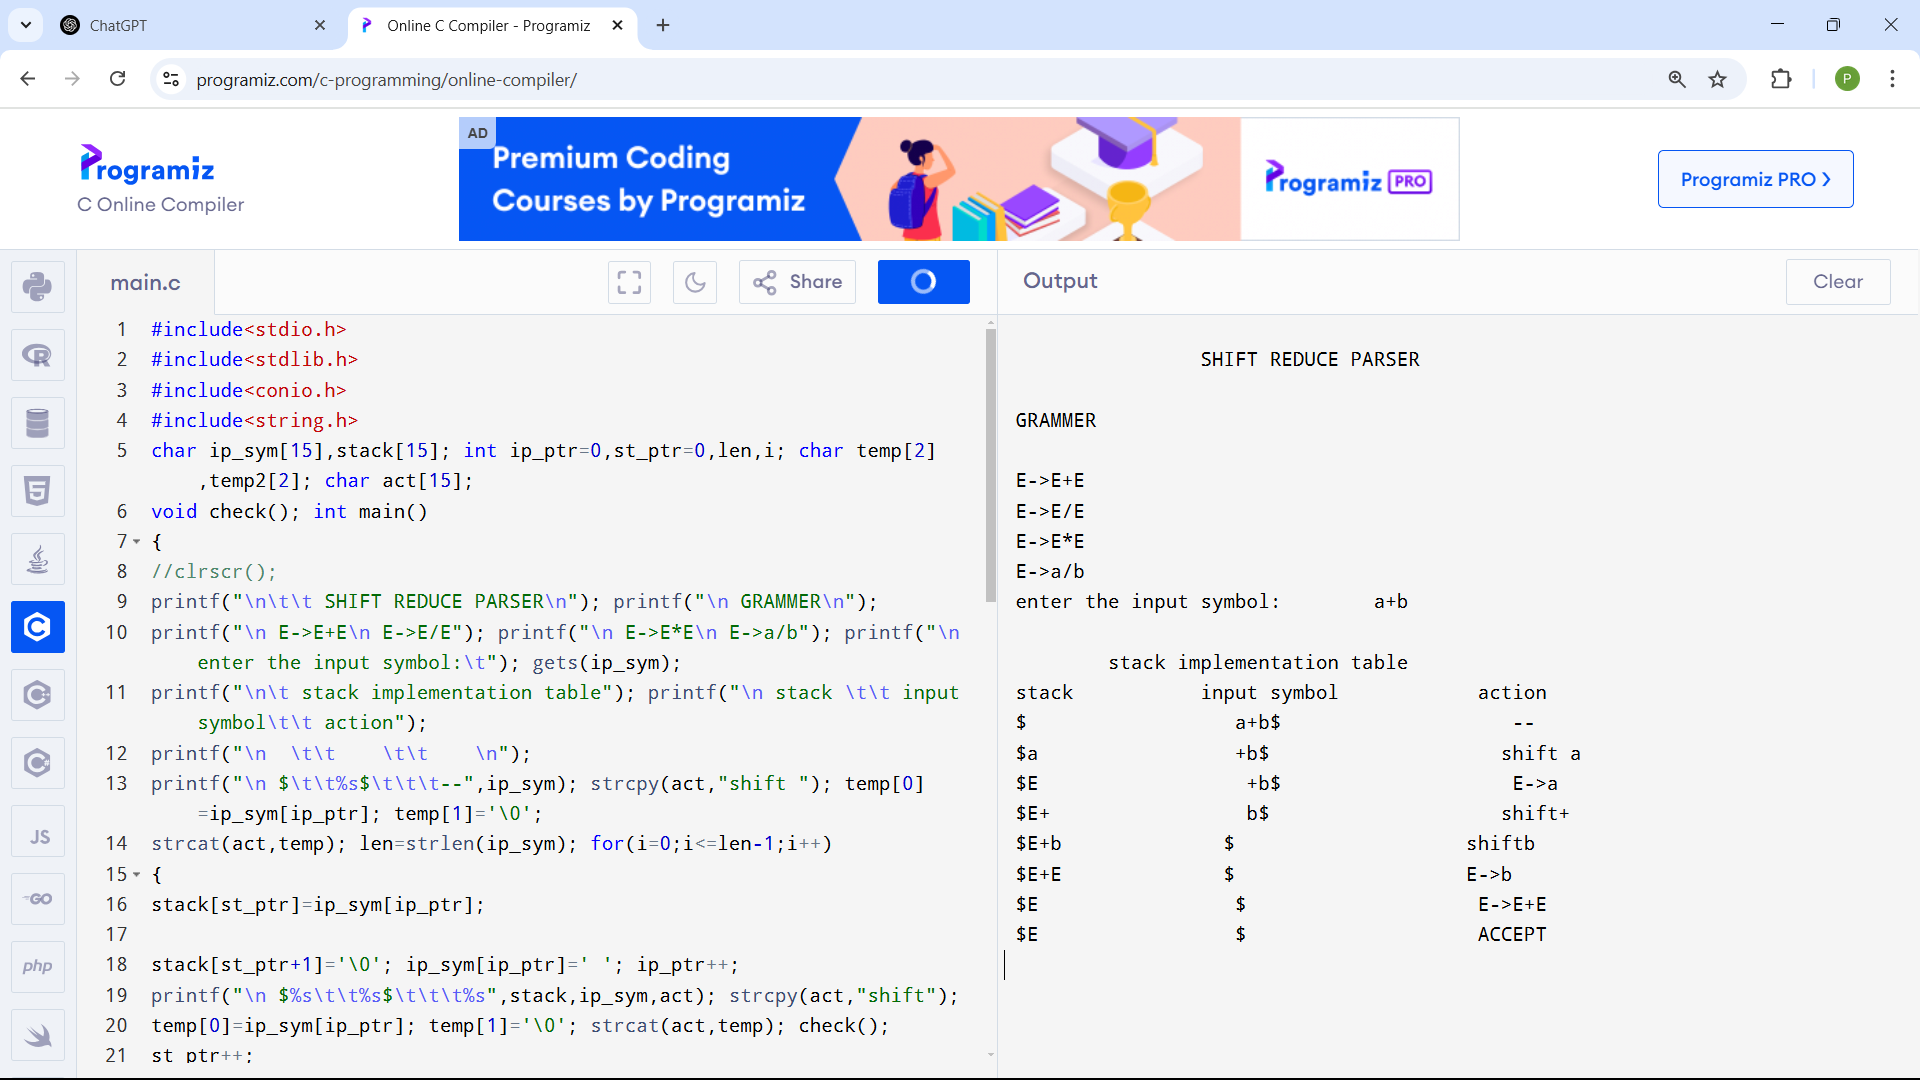 ChatGPT
Online C Compiler - Programiz
programiz.com/c-programming/online-compiler/
P
AD
Premium Coding
Courses by Programiz
Programiz PRO
Programiz
C Online Compiler
Programiz PRO
main.c
Share
Output
Clear
1 #include<stdio.h>
2 #include<stdlib.h>
3 #include<conio.h>
4 #include<string.h>
5 char ip_sym[15],stack[15]; int ip_ptr=0,st_ptr=0,len,i; char temp[2]
,temp2[2]; char act[15];
6 void check(); int main()
7 {
8 //clrscr();
9 printf("\n\t\t SHIFT REDUCE PARSER\n"); printf("\n GRAMMER\n");
10 printf("\n E->E+E\n E->E/E"); printf("\n E->E*E\n E->a/b"); printf("\n
enter the input symbol:\t"); gets(ip_sym);
11 printf("\n\t stack implementation table"); printf("\n stack \t\t input
symbol\t\t action");
12 printf("\n  \t\t    \t\t    \n");
13 printf("\n $\t\t%s$\t\t\t--",ip_sym); strcpy(act,"shift "); temp[0]
=ip_sym[ip_ptr]; temp[1]='\0';
14 strcat(act,temp); len=strlen(ip_sym); for(i=0;i<=len-1;i++)
15 {
16 stack[st_ptr]=ip_sym[ip_ptr];
17
18 stack[st_ptr+1]='\0'; ip_sym[ip_ptr]=' '; ip_ptr++;
19 printf("\n $%s\t\t%s$\t\t\t%s",stack,ip_sym,act); strcpy(act,"shift");
20 temp[0]=ip_sym[ip_ptr]; temp[1]='\0'; strcat(act,temp); check();
21 st_ptr++;
SHIFT REDUCE PARSER
GRAMMER
E->E+E
E->E/E
E->E*E
E->a/b
enter the input symbol: a+b
stack implementation table
stack input symbol action
$ a+b$ --
$a +b$ shift a
$E +b$ E->a
$E+ b$ shift+
$E+b $ shiftb
$E+E $ E->b
$E $ E->E+E
$E $ ACCEPT
R
5
C
JS
GO
php